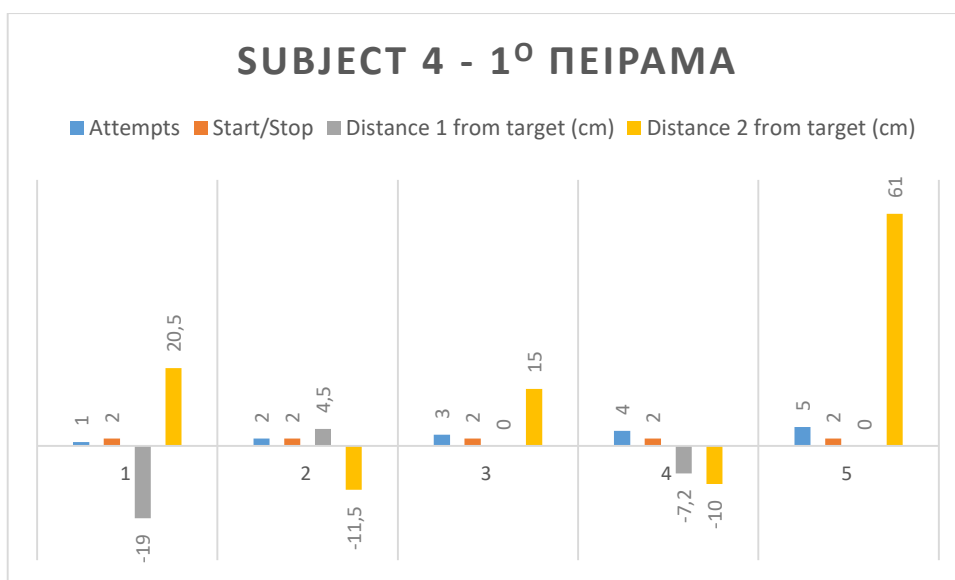 SUBJECT 4 - 1Ο ΠΕΙΡΑΜΑ
Attempts Start/Stop Distance 1 from target (cm) Distance 2 from target (cm)
1 2 -19 20,5
2 2 4,5 -11,5
3 2 0 15
4 2 -7,2 -10
5 2 0 61
1 2 3 4 5